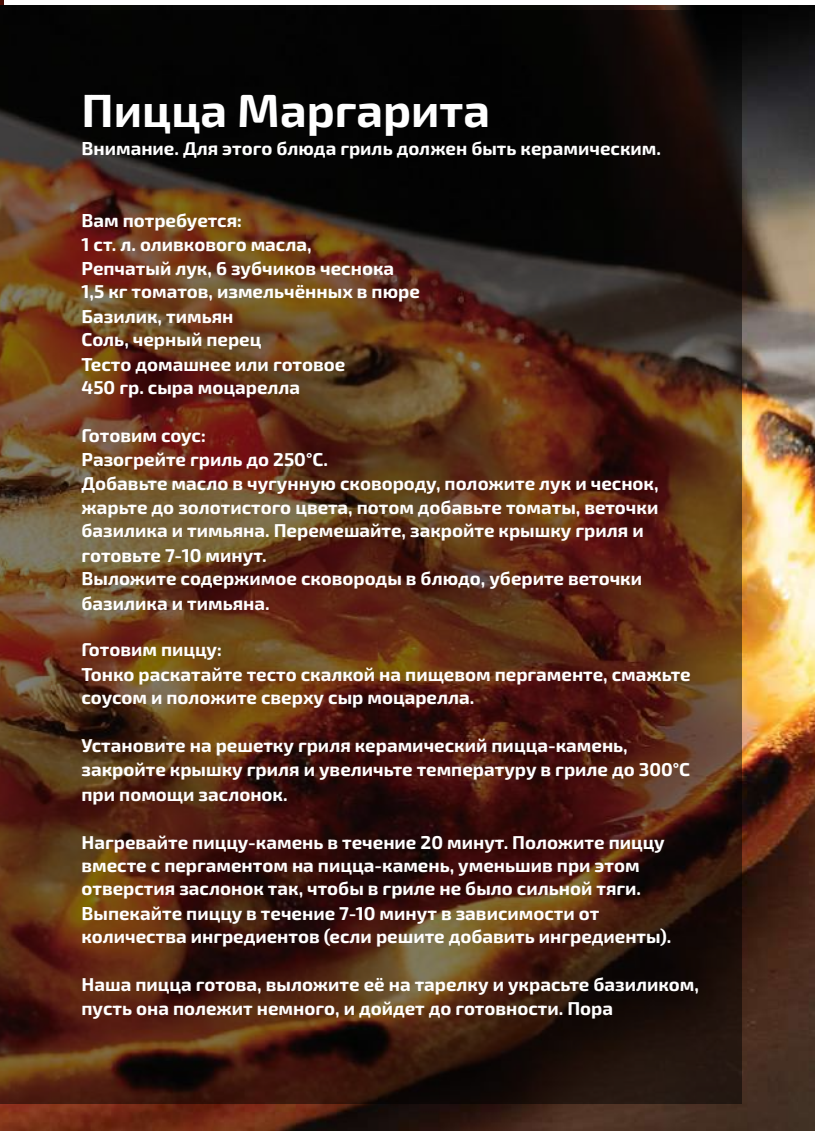 Пицца Маргарита
Внимание. Для этого блюда гриль должен быть керамическим.
Вам потребуется:
1 ст. л. оливкового масла,
Репчатый лук, 6 зубчиков чеснока
1,5 кг томатов, измельчённых в пюре
Базилик, тимьян
Соль, черный перец
Тесто домашнее или готовое
450 гр. сыра моцарелла
Готовим соус:
Разогрейте гриль до 250°C.
Добавьте масло в чугунную сковороду, положите лук и чеснок,
жарьте до золотистого цвета, потом добавьте томаты, веточки
базилика и тимьяна. Перемешайте, закройте крышку гриля и
готовьте 7-10 минут.
Выложите содержимое сковороды в блюдо, уберите веточки
базилика и тимьяна.
Готовим пиццу:
Тонко раскатайте тесто скалкой на пищевом пергаменте, смажьте
соусом и положите сверху сыр моцарелла.
Установите на решетку гриля керамический пицца-камень,
закройте крышку гриля и увеличьте температуру в гриле до 300°C
при помощи заслонок.
Нагревайте пиццу-камень в течение 20 минут. Положите пиццу
вместе с пергаментом на пицца-камень, уменьшив при этом
отверстия заслонок так, чтобы в гриле не было сильной тяги.
Выпекайте пиццу в течение 7-10 минут в зависимости от
количества ингредиентов (если решите добавить ингредиенты).
Наша пицца готова, выложите её на тарелку и украсьте базиликом,
пусть она полежит немного, и дойдет до готовности. Пора